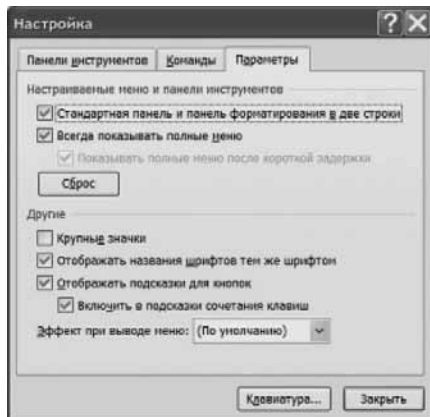 Настройка
Панели инструментов Команды Параметры
Настраиваемые меню и панели инструментов
Стандартная панель и панель форматирования в две строки
Всегда показывать полные меню
Показывать полные меню после короткой задержки
Сброс
Другие
Крупные значки
Отображать названия шрифтов тем же шрифтом
Отображать подсказки для кнопок
Включить в подсказки сочетания клавиш
Эффект при выводе меню: (По умолчанию)
Клавиатура... Закрыть